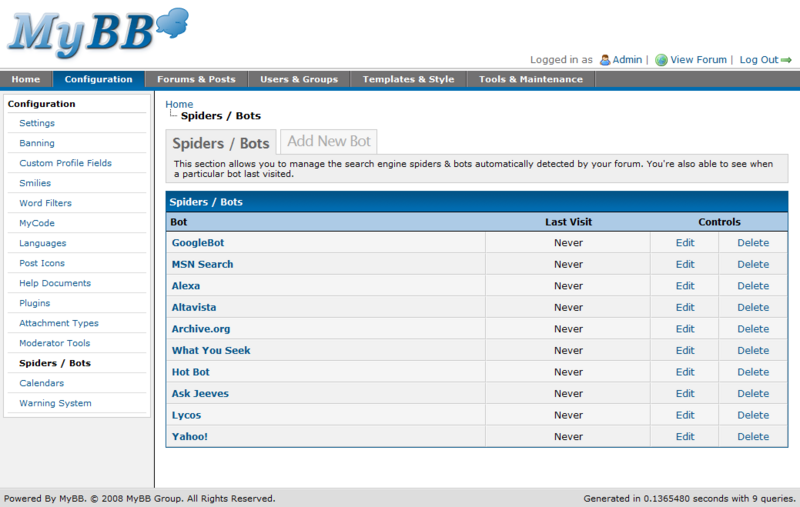 MyBB
Logged in as Admin | View Forum | Log Out
Home Configuration Forums & Posts Users & Groups Templates & Style Tools & Maintenance
Configuration
Settings
Banning
Custom Profile Fields
Smilies
Word Filters
MyCode
Languages
Post Icons
Help Documents
Plugins
Attachment Types
Moderator Tools
Spiders / Bots
Calendars
Warning System
Home
Spiders / Bots
Spiders / Bots Add New Bot
This section allows you to manage the search engine spiders & bots automatically detected by your forum. You're also able to see when
a particular bot last visited.
Spiders / Bots
Bot Last Visit Controls
GoogleBot Never Edit Delete
MSN Search Never Edit Delete
Alexa Never Edit Delete
Altavista Never Edit Delete
Archive.org Never Edit Delete
What You Seek Never Edit Delete
Hot Bot Never Edit Delete
Ask Jeeves Never Edit Delete
Lycos Never Edit Delete
Yahoo! Never Edit Delete
Powered By MyBB. © 2008 MyBB Group. All Rights Reserved. Generated in 0.1365480 seconds with 9 queries.